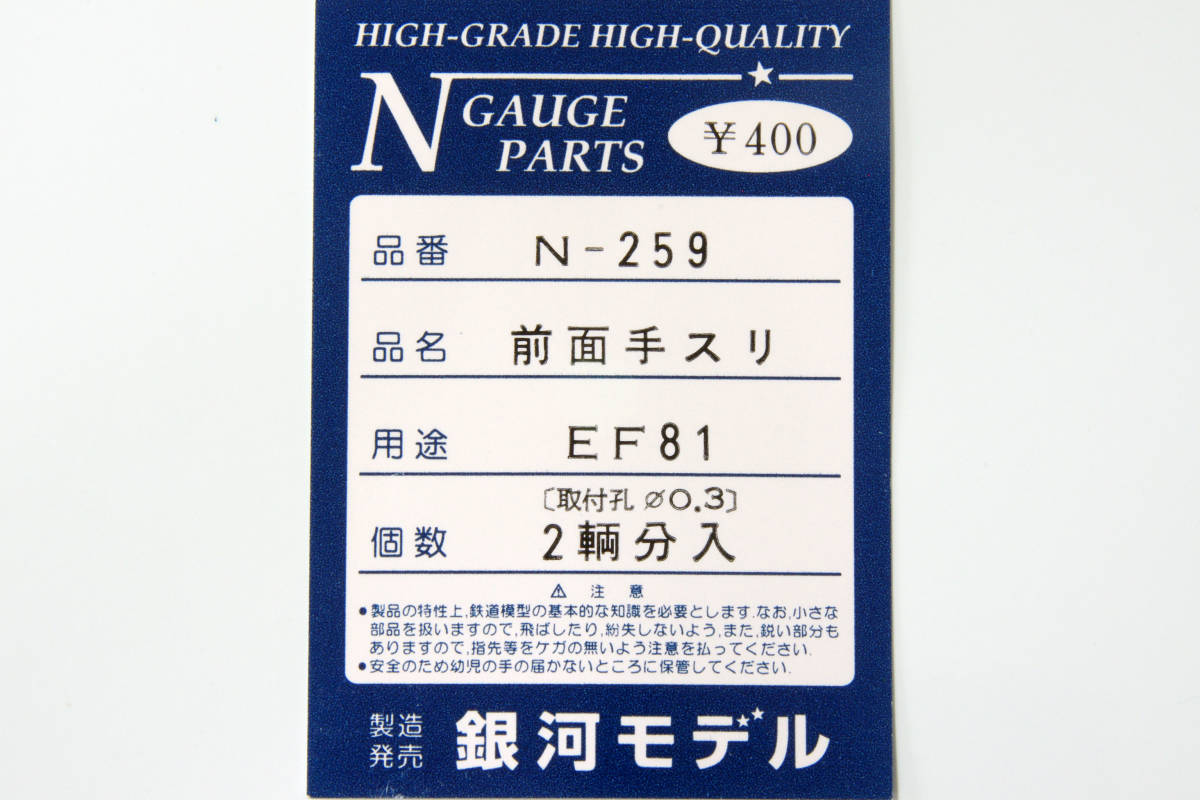 HIGH-GRADE HIGH-QUALITY
N GAUGE
PARTS
¥400
品番 N-259
品名 前面手スリ
用途 EF81
〔取付孔 ⌀0.3〕
個数 2輌分入
⚠ 注意
●製品の特性上,鉄道模型の基本的な知識を必要とします.なお,小さな
部品を扱いますので,飛ばしたり,紛失しないよう,また,鋭い部分も
ありますので,指先等をケガの無いよう注意を払ってください.
●安全のため幼児の手の届かないところに保管してください.
製造
発売 銀河モデル